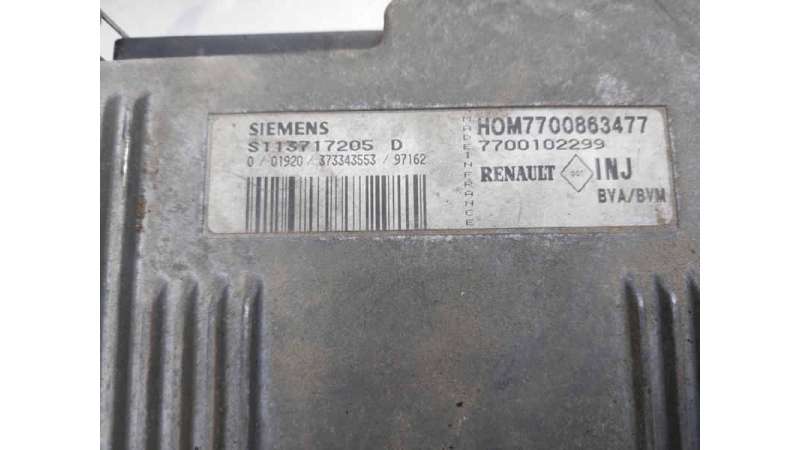 SIEMENS
S113717205 D
0 / 01920 / 373343553 / 97162
MADE IN FRANCE
HOM7700863477
7700102299
RENAULT INJ
BVA/BVM